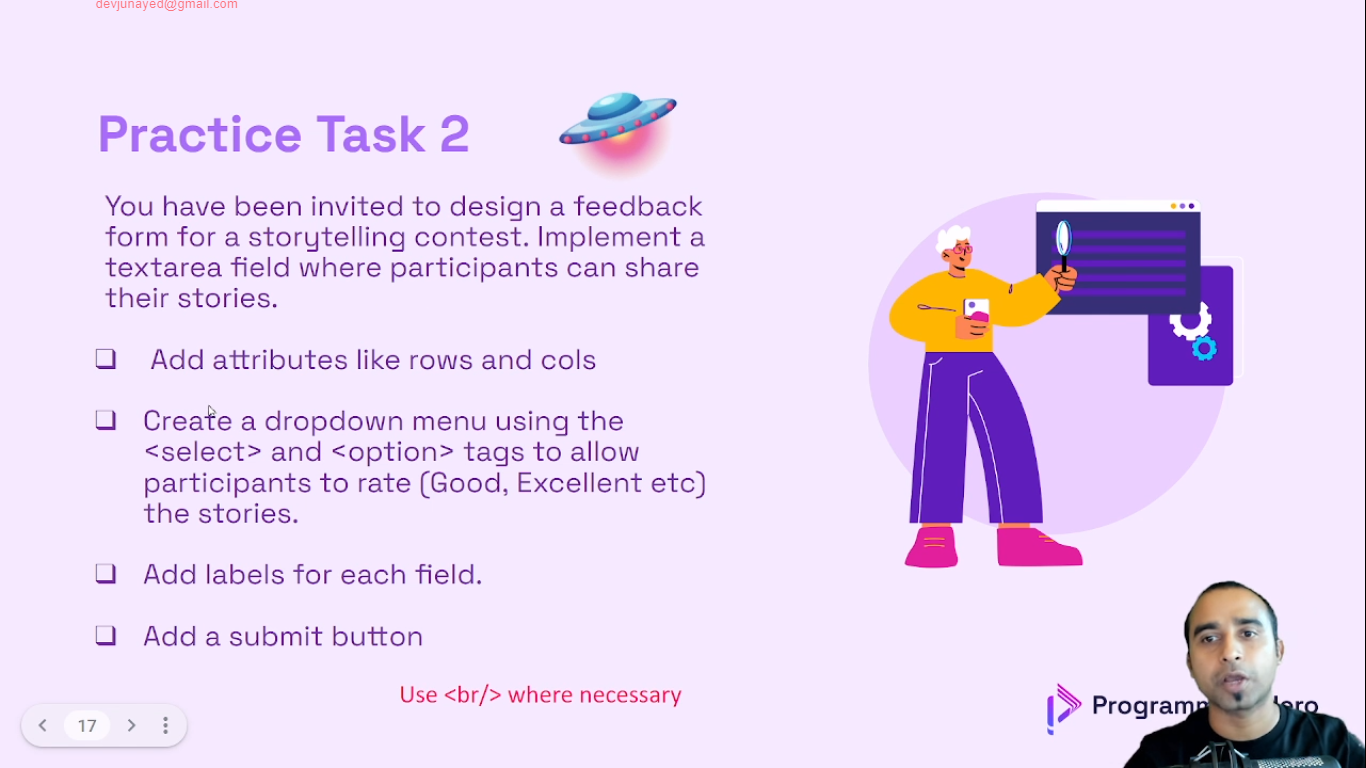 devjunayed@gmail.com
Practice Task 2
You have been invited to design a feedback
form for a storytelling contest. Implement a
textarea field where participants can share
their stories.
❏ Add attributes like rows and cols
❏ Create a dropdown menu using the
<select> and <option> tags to allow
participants to rate (Good, Excellent etc)
the stories.
❏ Add labels for each field.
❏ Add a submit button
Use <br/> where necessary
17